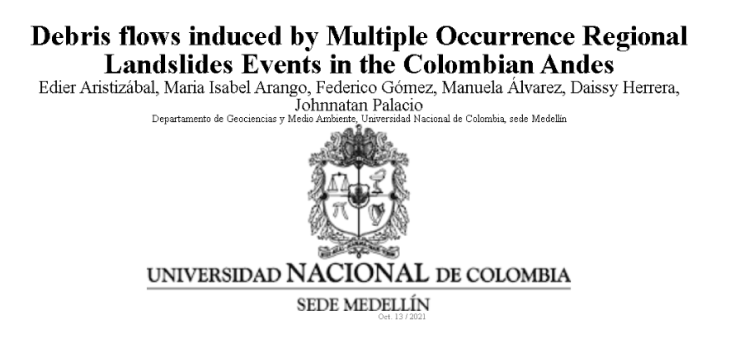 Debris flows induced by Multiple Occurrence Regional
Landslides Events in the Colombian Andes
Edier Aristizábal, Maria Isabel Arango, Federico Gómez, Manuela Álvarez, Daissy Herrera,
Johnnatan Palacio
Departamento de Geociencias y Medio Ambiente, Universidad Nacional de Colombia, sede Medellín
UNIVERSIDAD NACIONAL DE COLOMBIA
SEDE MEDELLÍN
Oct. 13 / 2021